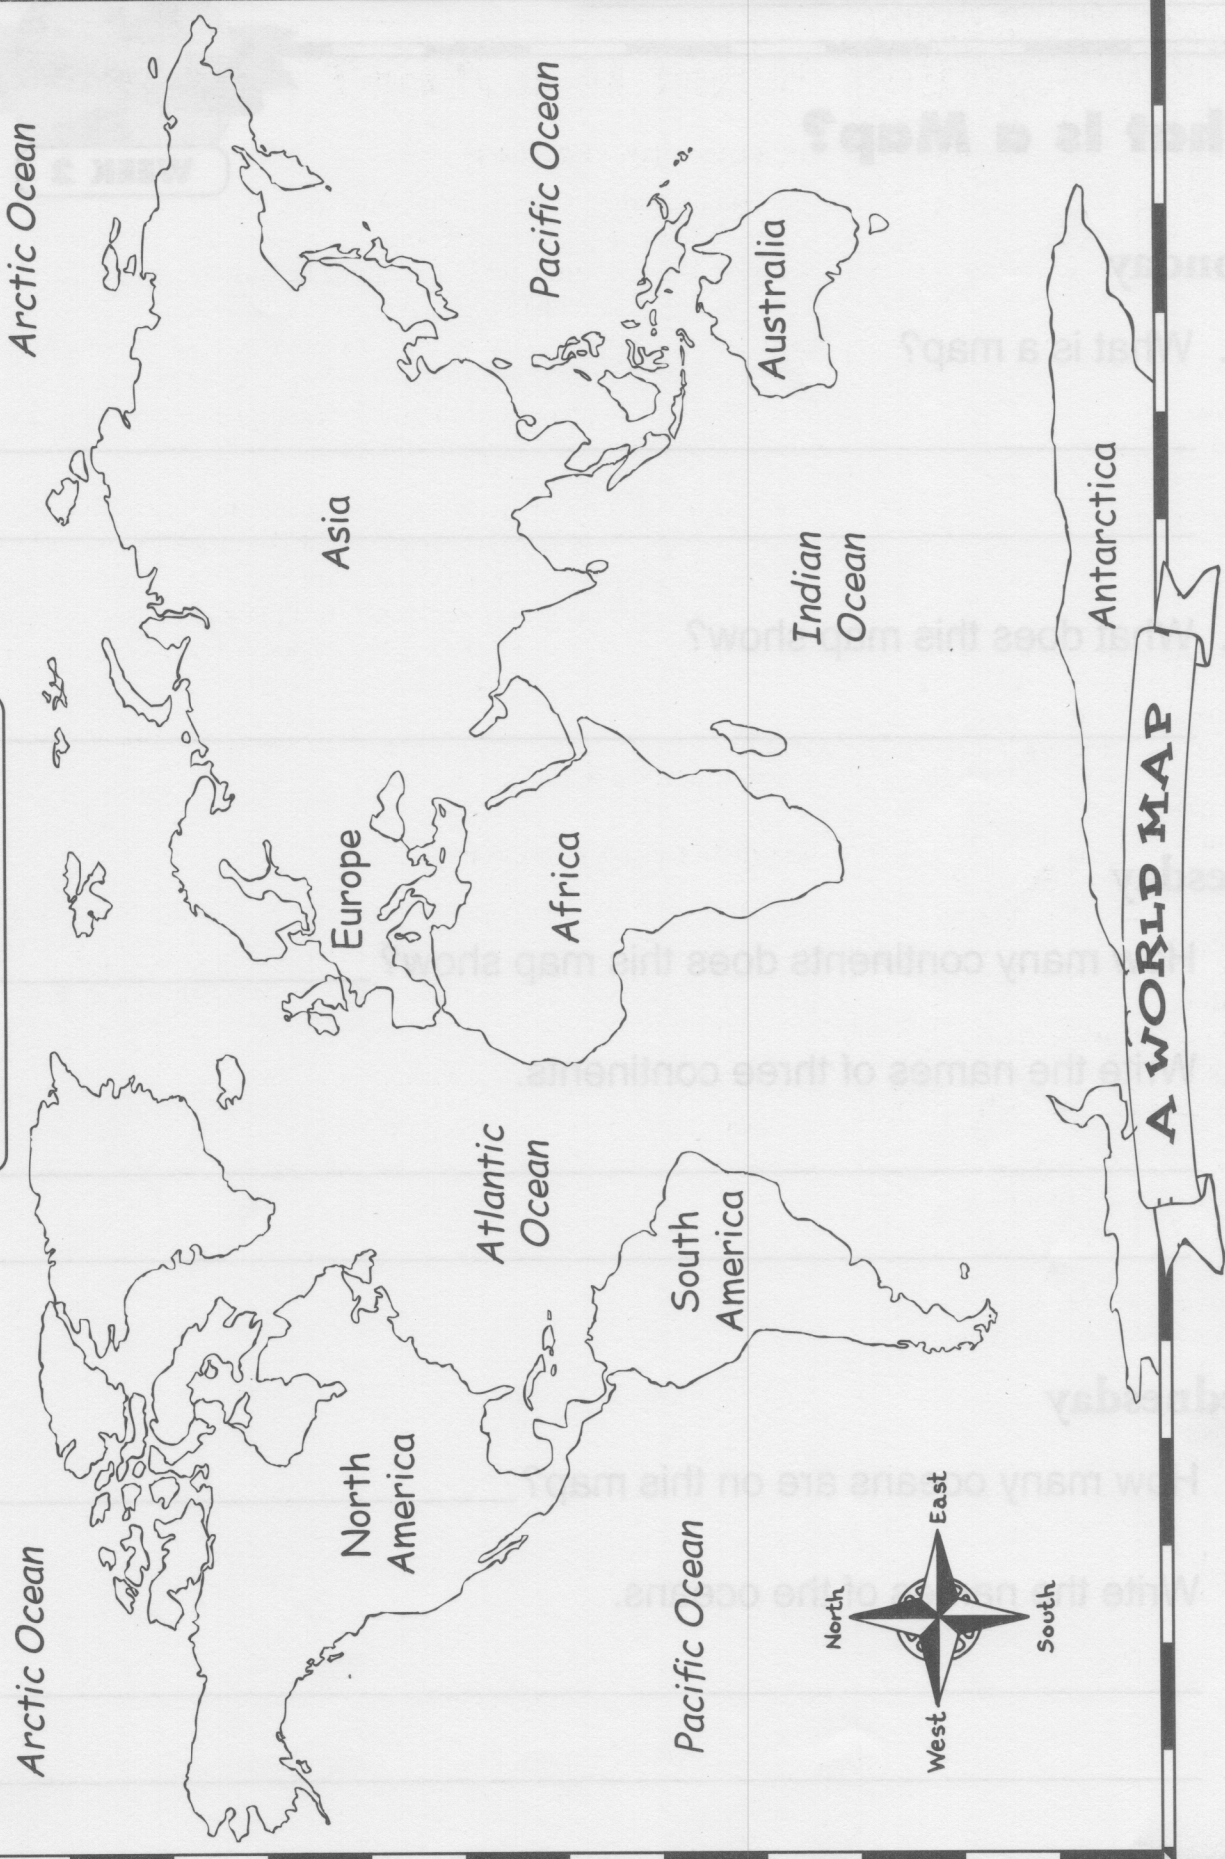 Arctic Ocean
Arctic Ocean
North
America
Europe
Asia
Atlantic
Ocean
Pacific Ocean
Africa
Pacific Ocean
South
America
Indian
Ocean
Australia
North
West
East
South
Antarctica
A WORLD MAP
What Is a Map?
WEEK 2
What is a map?
What does this map show?
How many continents does this map show?
Write the names of three continents.
Wednesday
How many oceans are on this map?
Write the names of the oceans.